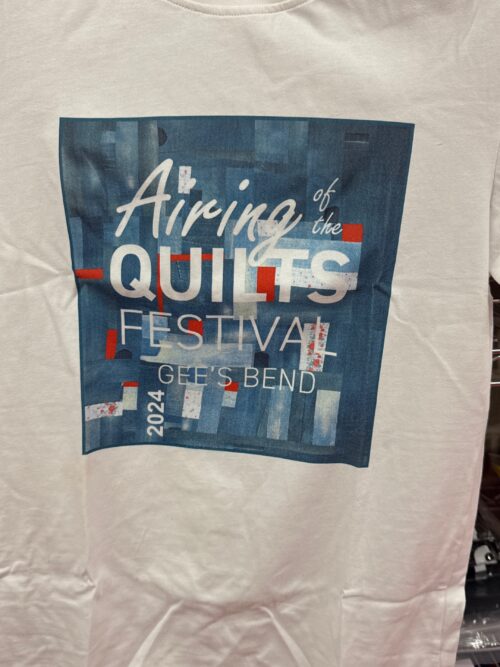 Airing of the
QUILTS
FESTIVAL
GEE'S BEND
2024